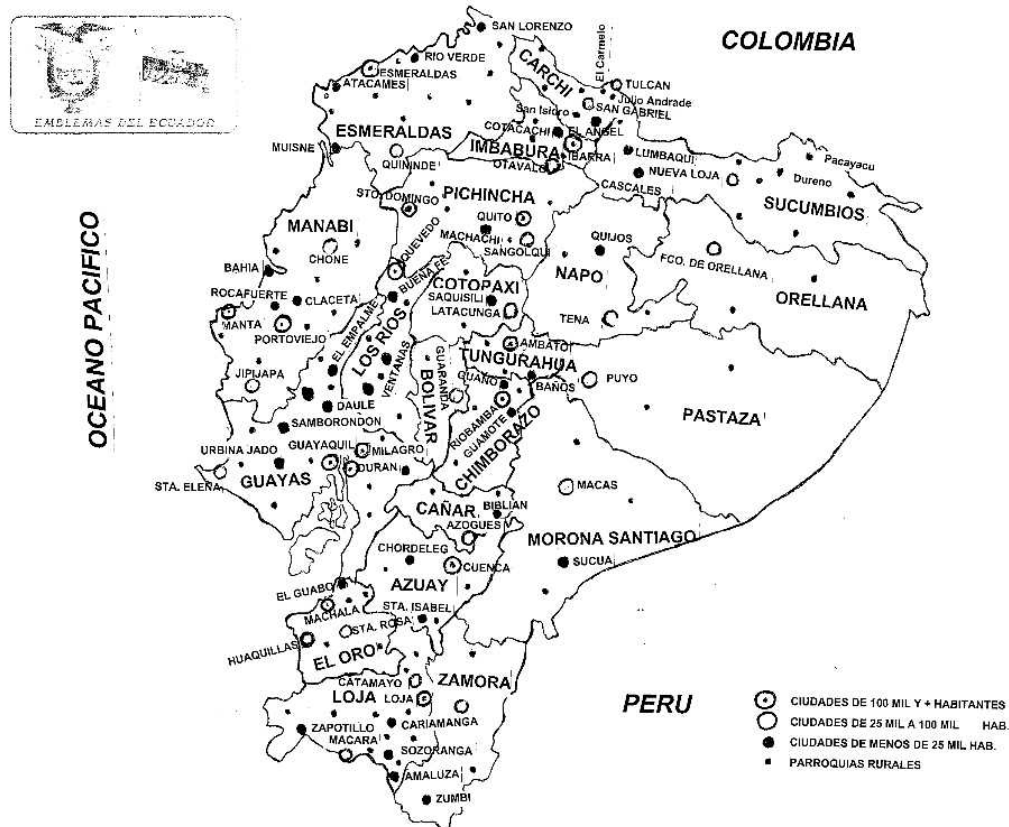 EMBLEMAS DEL ECUADOR
COLOMBIA
OCEANO PACIFICO
PERU
SAN LORENZO
RIO VERDE
ESMERALDAS
ATACAMES
ESMERALDAS
MUISNE
QUININDE
CARCHI
El Carmelo
TULCAN
Julio Andrade
SAN GABRIEL
San Isidro
COTACACHI
EL ANGEL
IMBABURA
IBARRA
OTAVALO
LUMBAQUI
NUEVA LOJA
CASCALES
Pacayacu
Dureno
SUCUMBIOS
STO. DOMINGO
PICHINCHA
QUITO
MACHACHI
SANGOLQUI
MANABI
CHONE
BAHIA
ROCAFUERTE
CLACETA
MANTA
PORTOVIEJO
JIPIJAPA
QUEVEDO
BUENA FE
EL EMPALME
LOS RIOS
VENTANAS
COTOPAXI
SAQUISILI
LATACUNGA
QUIJOS
NAPO
TENA
FCO. DE ORELLANA
ORELLANA
AMBATO
TUNGURAHUA
GUANO
BAÑOS
PUYO
PASTAZA
GUARANDA
BOLIVAR
RIOBAMBA
GUAMOTE
CHIMBORAZO
DAULE
SAMBORONDON
URBINA JADO
GUAYAQUIL
MILAGRO
DURAN
GUAYAS
STA. ELENA
MACAS
CAÑAR
BIBLIAN
AZOGUES
MORONA SANTIAGO
SUCUA
CHORDELEG
CUENCA
AZUAY
EL GUABO
MACHALA
STA. ISABEL
STA. ROSA
HUAQUILLAS
EL ORO
CATAMAYO
ZAMORA
LOJA
LOJA
ZAPOTILLO
CARIAMANGA
MACARA
SOZORANGA
AMALUZA
ZUMBI
CIUDADES DE 100 MIL Y + HABITANTES
CIUDADES DE 25 MIL A 100 MIL HAB.
CIUDADES DE MENOS DE 25 MIL HAB.
PARROQUIAS RURALES